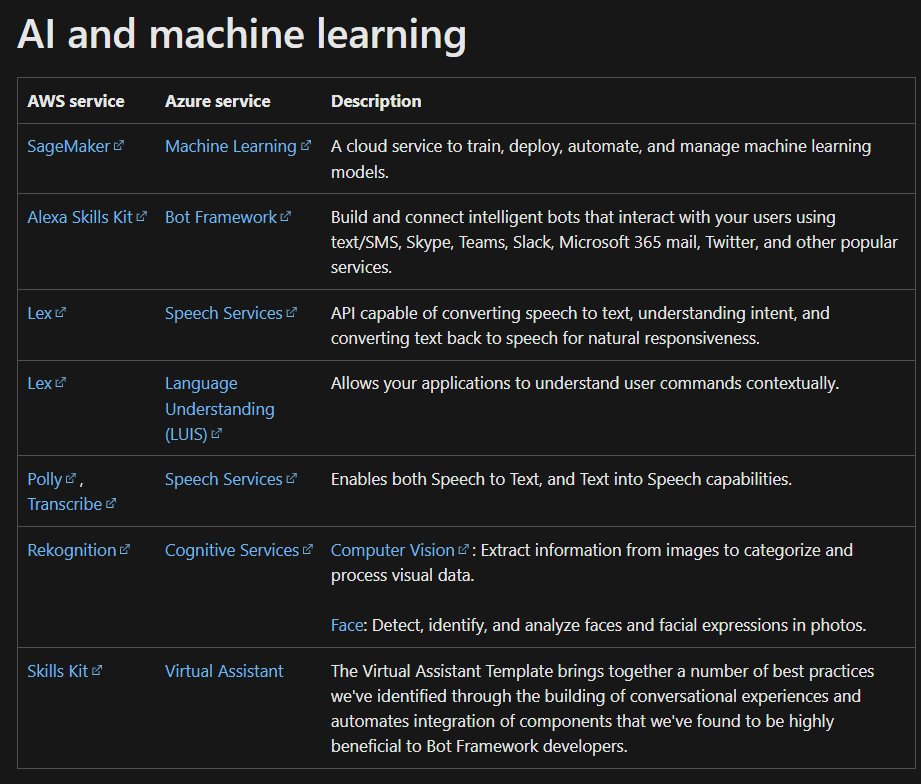 AI and machine learning
AWS service Azure service Description
SageMaker Machine Learning A cloud service to train, deploy, automate, and manage machine learning
models.
Alexa Skills Kit Bot Framework Build and connect intelligent bots that interact with your users using
text/SMS, Skype, Teams, Slack, Microsoft 365 mail, Twitter, and other popular
services.
Lex Speech Services API capable of converting speech to text, understanding intent, and
converting text back to speech for natural responsiveness.
Lex Language Allows your applications to understand user commands contextually.
Understanding
(LUIS)
Polly , Speech Services Enables both Speech to Text, and Text into Speech capabilities.
Transcribe
Rekognition Cognitive Services Computer Vision : Extract information from images to categorize and
process visual data.
Face: Detect, identify, and analyze faces and facial expressions in photos.
Skills Kit Virtual Assistant The Virtual Assistant Template brings together a number of best practices
we've identified through the building of conversational experiences and
automates integration of components that we've found to be highly
beneficial to Bot Framework developers.